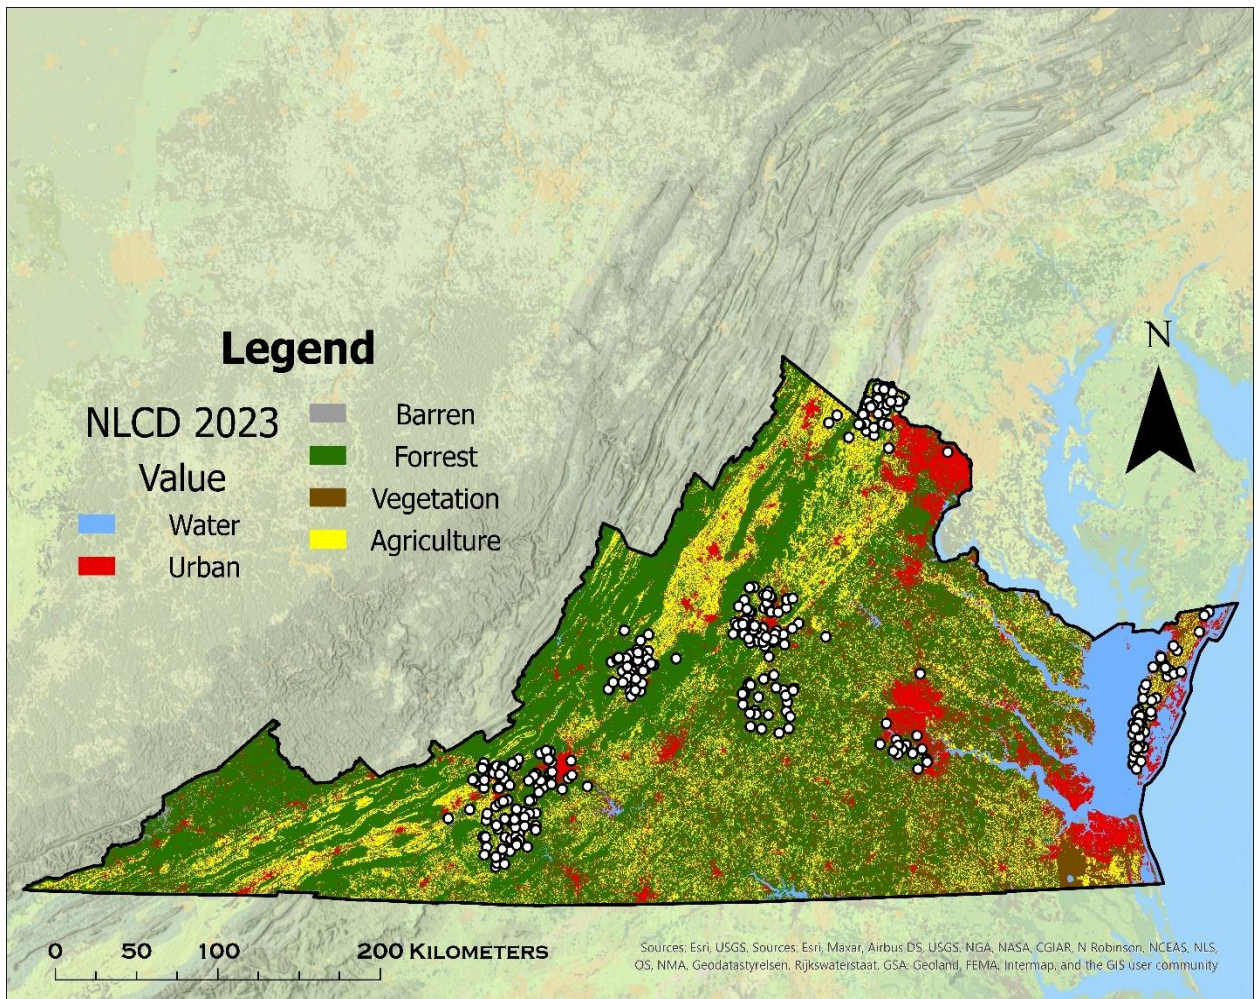 N
Legend
NLCD 2023
Value
Water
Urban
Barren
Forrest
Vegetation
Agriculture
0 50 100 200 KILOMETERS
Sources: Esri, USGS, Sources: Esri, Maxar, Airbus DS, USGS, NGA, NASA, CGIAR, N Robinson, NCEAS, NLS,
OS, NMA, Geodatastyrelsen, Rijkswaterstaat, GSA, Geoland, FEMA, Intermap, and the GIS user community